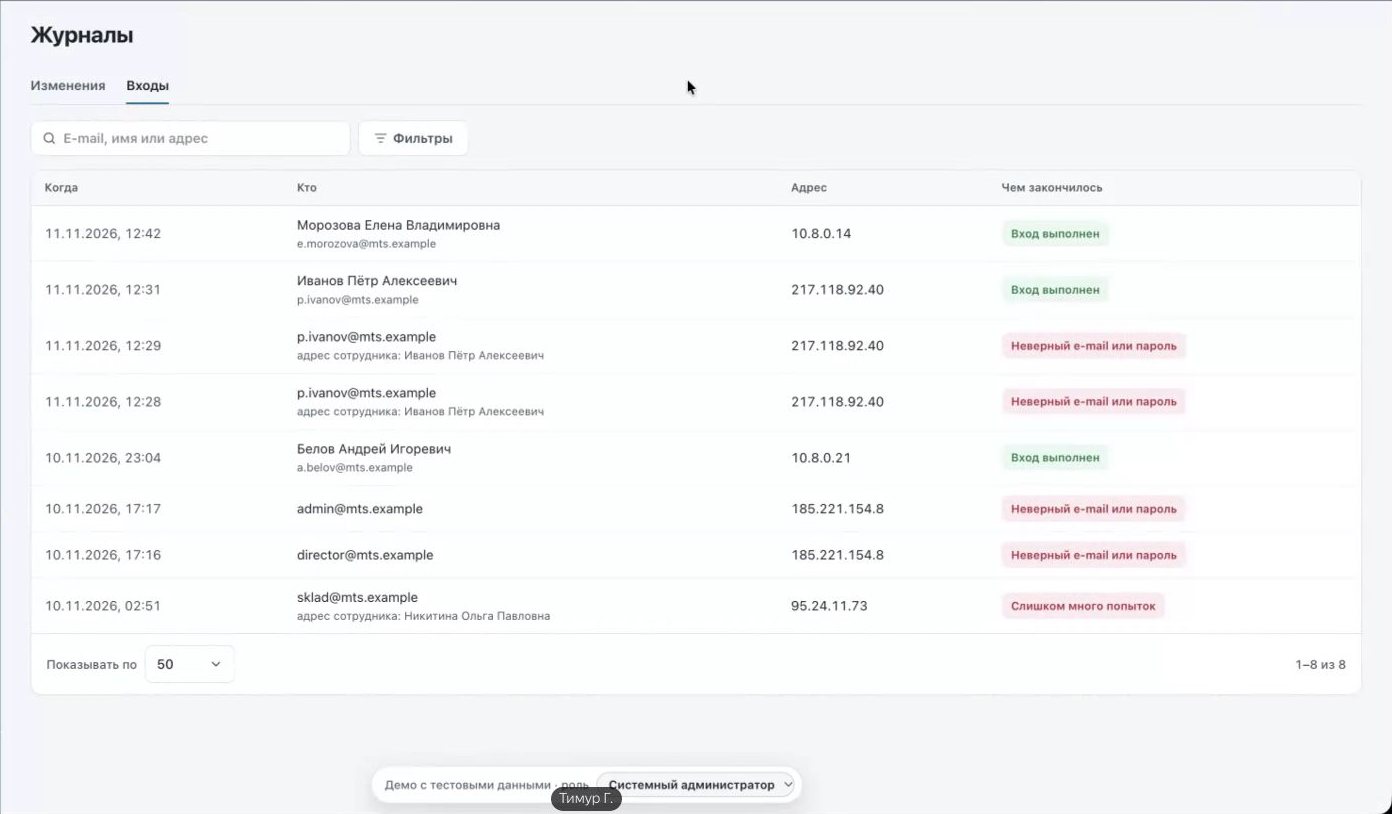 Журналы
Изменения Входы
E-mail, имя или адрес Фильтры
Когда Кто Адрес Чем закончилось
11.11.2026, 12:42 Морозова Елена Владимировна 10.8.0.14 Вход выполнен
e.morozova@mts.example
11.11.2026, 12:31 Иванов Пётр Алексеевич 217.118.92.40 Вход выполнен
p.ivanov@mts.example
11.11.2026, 12:29 p.ivanov@mts.example 217.118.92.40 Неверный e-mail или пароль
адрес сотрудника: Иванов Пётр Алексеевич
11.11.2026, 12:28 p.ivanov@mts.example 217.118.92.40 Неверный e-mail или пароль
адрес сотрудника: Иванов Пётр Алексеевич
10.11.2026, 23:04 Белов Андрей Игоревич 10.8.0.21 Вход выполнен
a.belov@mts.example
10.11.2026, 17:17 admin@mts.example 185.221.154.8 Неверный e-mail или пароль
10.11.2026, 17:16 director@mts.example 185.221.154.8 Неверный e-mail или пароль
10.11.2026, 02:51 sklad@mts.example 95.24.11.73 Слишком много попыток
адрес сотрудника: Никитина Ольга Павловна
Показывать по 50 1–8 из 8
Демо с тестовыми данными · роль Системный администратор
Тимур Г.